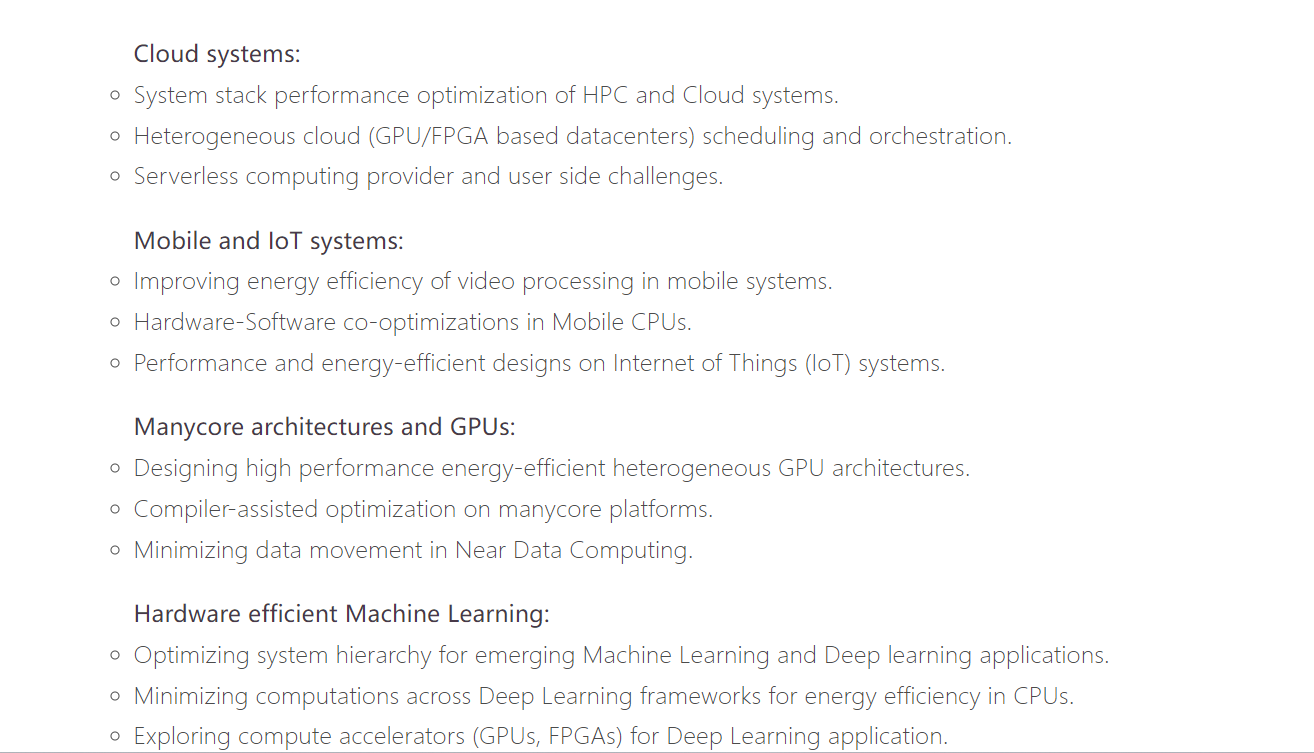 Cloud systems:
System stack performance optimization of HPC and Cloud systems.
Heterogeneous cloud (GPU/FPGA based datacenters) scheduling and orchestration.
Serverless computing provider and user side challenges.
Mobile and IoT systems:
Improving energy efficiency of video processing in mobile systems.
Hardware-Software co-optimizations in Mobile CPUs.
Performance and energy-efficient designs on Internet of Things (IoT) systems.
Manycore architectures and GPUs:
Designing high performance energy-efficient heterogeneous GPU architectures.
Compiler-assisted optimization on manycore platforms.
Minimizing data movement in Near Data Computing.
Hardware efficient Machine Learning:
Optimizing system hierarchy for emerging Machine Learning and Deep learning applications.
Minimizing computations across Deep Learning frameworks for energy efficiency in CPUs.
Exploring compute accelerators (GPUs, FPGAs) for Deep Learning application.